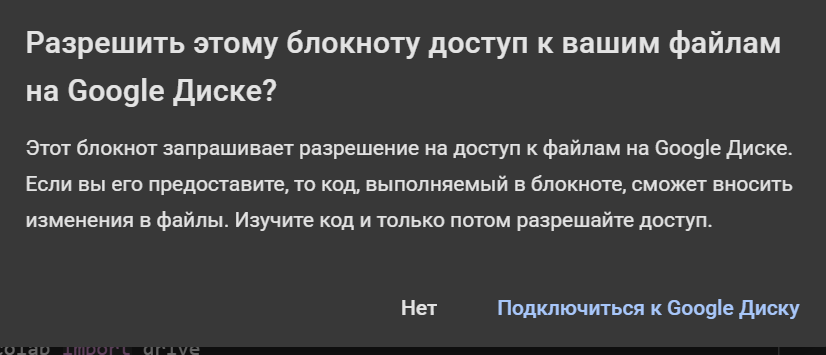 Разрешить этому блокноту доступ к вашим файлам
на Google Диске?
Этот блокнот запрашивает разрешение на доступ к файлам на Google Диске.
Если вы его предоставите, то код, выполняемый в блокноте, сможет вносить
изменения в файлы. Изучите код и только потом разрешайте доступ.
Нет Подключиться к Google Диску
colab import drive